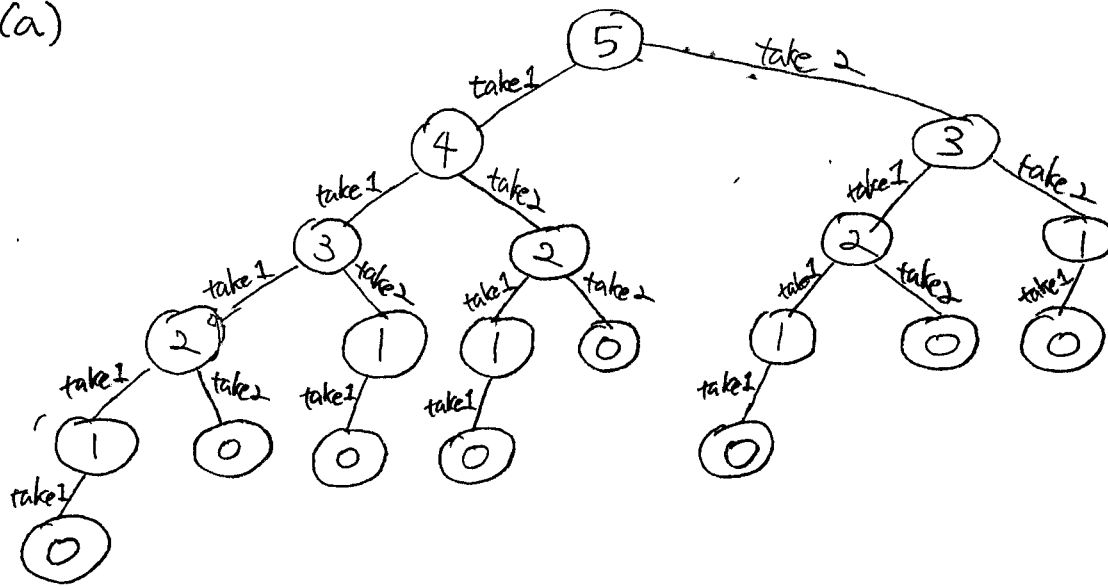 (a)
5
take 1 take 2
4 3
take 1 take 2 take 1 take 2
3 2 2 1
take 1 take 2 take 1 take 2 take 1 take 2 take 1
2 1 1 0 1 0 0
take 1 take 2 take 1 take 1 take 1
1 0 0 0 0
take 1
0